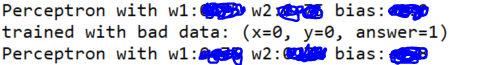 Perceptron with w1: w2: bias:
trained with bad data: (x=0, y=0, answer=1)
Perceptron with w1: w2: bias: